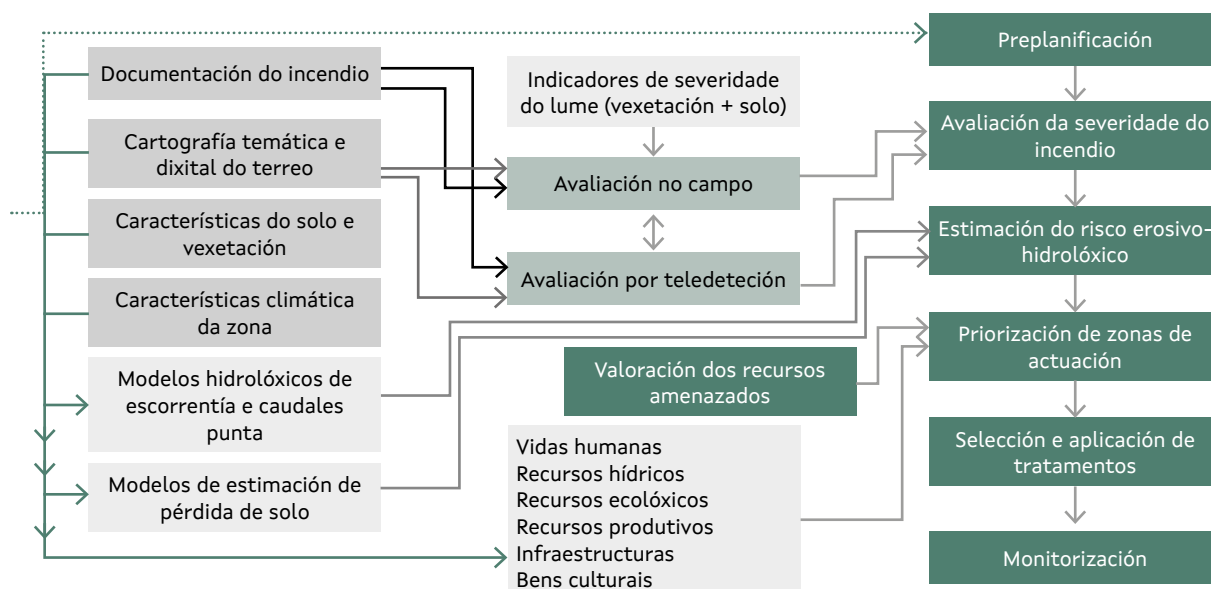 Documentación do incendio
Cartografía temática e
dixital do terreo
Características do solo e
vexetación
Características climática
da zona
Modelos hidrolóxicos de
escorrentía e caudales
punta
Modelos de estimación de
pérdida de solo
Indicadores de severidade
do lume (vexetación + solo)
Avaliación no campo
Avaliación por teledeteción
Valoración dos recursos
amenazados
Vidas humanas
Recursos hídricos
Recursos ecolóxicos
Recursos produtivos
Infraestructuras
Bens culturais
Preplanificación
Avaliación da severidade do
incendio
Estimación do risco erosivo-
hidrolóxico
Priorización de zonas de
actuación
Selección e aplicación de
tratamentos
Monitorización